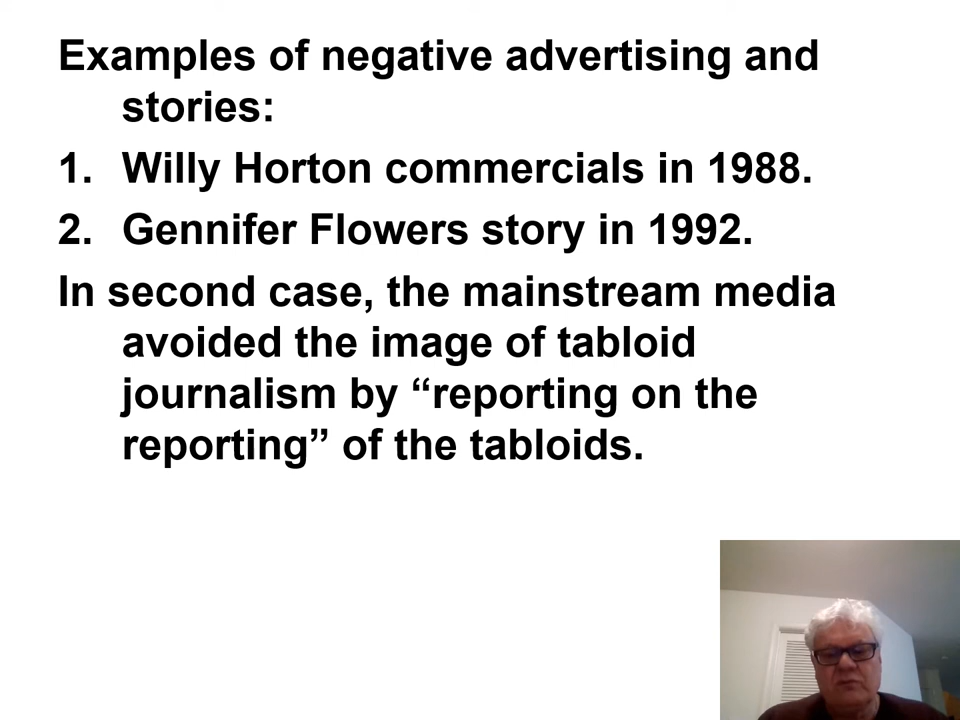 Examples of negative advertising and
stories:
1. Willy Horton commercials in 1988.
2. Gennifer Flowers story in 1992.
In second case, the mainstream media
avoided the image of tabloid
journalism by “reporting on the
reporting” of the tabloids.